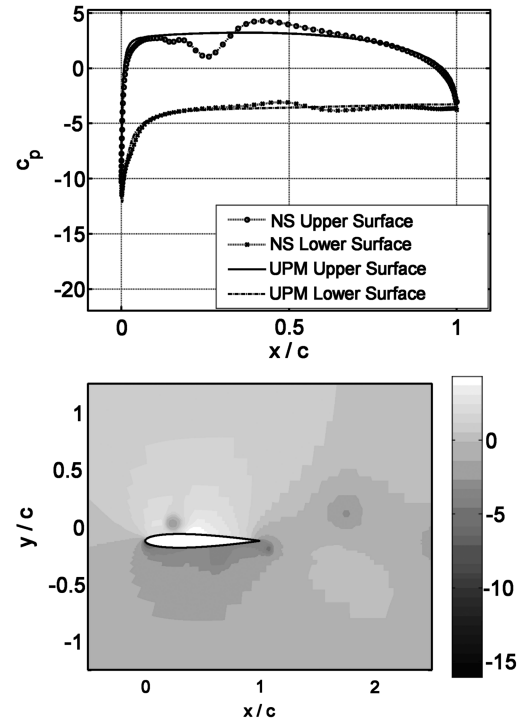 5
0
-5
-10
-15
-20
c_p
NS Upper Surface
NS Lower Surface
UPM Upper Surface
UPM Lower Surface
0 0.5 1
x / c
1
0.5
0
-0.5
-1
y / c
0 1 2
x / c
0
-5
-10
-15